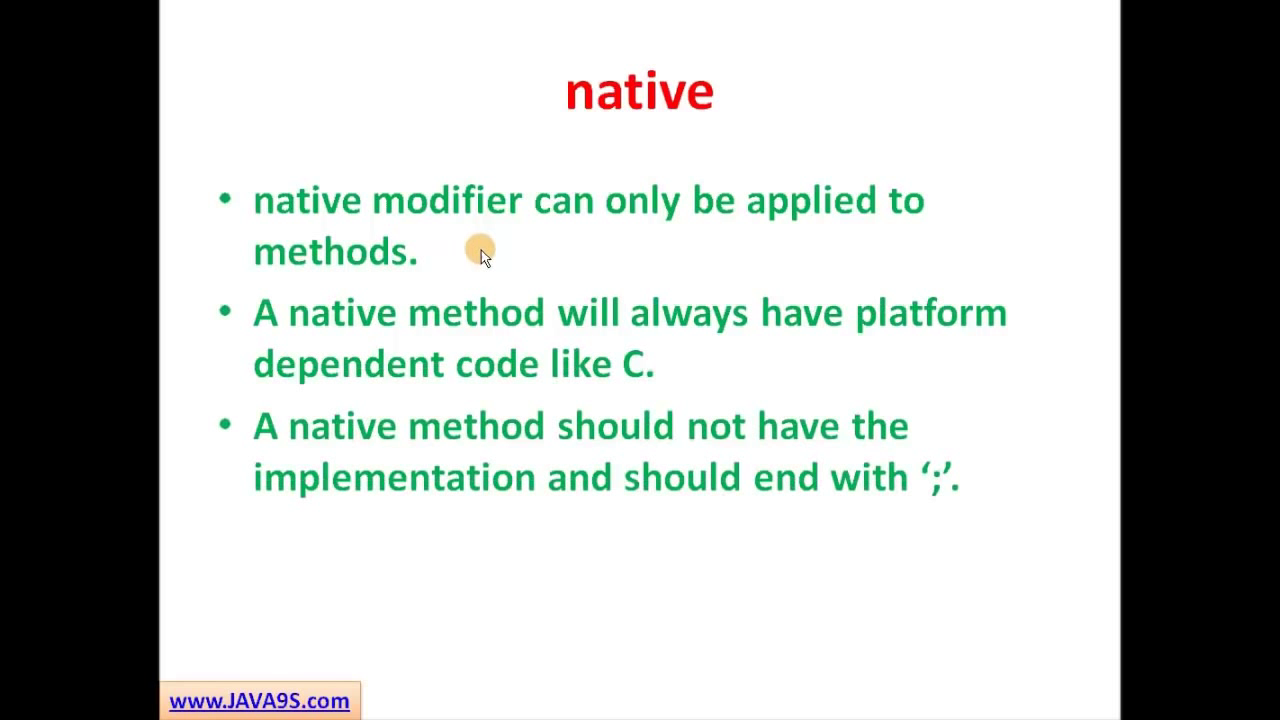 native
• native modifier can only be applied to
methods.
• A native method will always have platform
dependent code like C.
• A native method should not have the
implementation and should end with ‘;’.
www.JAVA9S.com